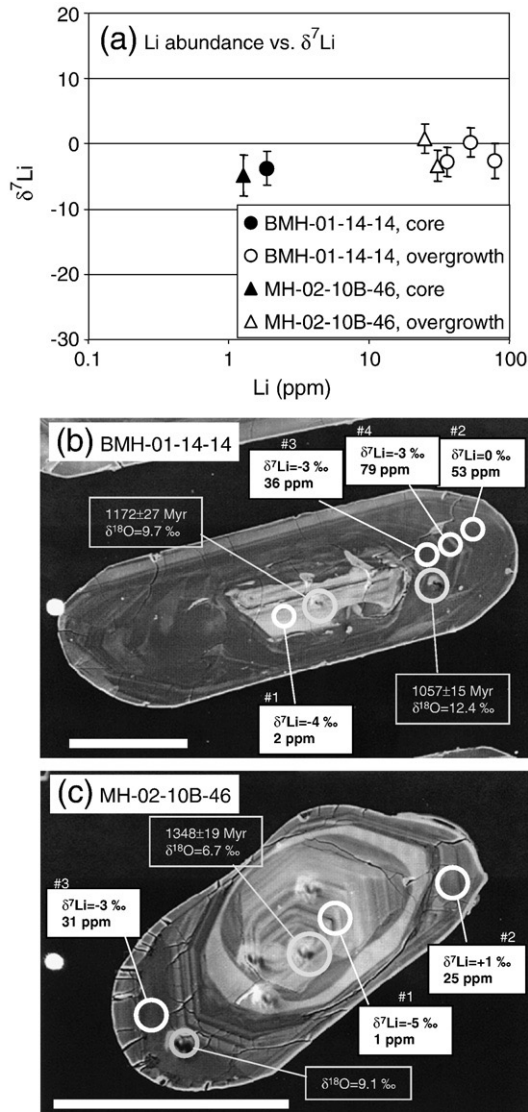 (a) Li abundance vs. δ⁷Li
20
10
0
-10
-20
-30
δ⁷Li
0.1
1
10
100
Li (ppm)
BMH-01-14-14, core
BMH-01-14-14, overgrowth
MH-02-10B-46, core
MH-02-10B-46, overgrowth
(b) BMH-01-14-14
#3
δ⁷Li=-3 ‰
36 ppm
#4
δ⁷Li=-3 ‰
79 ppm
#2
δ⁷Li=0 ‰
53 ppm
1172±27 Myr
δ¹⁸O=9.7 ‰
#1
δ⁷Li=-4 ‰
2 ppm
1057±15 Myr
δ¹⁸O=12.4 ‰
(c) MH-02-10B-46
1348±19 Myr
δ¹⁸O=6.7 ‰
#3
δ⁷Li=-3 ‰
31 ppm
#2
δ⁷Li=+1 ‰
25 ppm
#1
δ⁷Li=-5 ‰
1 ppm
δ¹⁸O=9.1 ‰